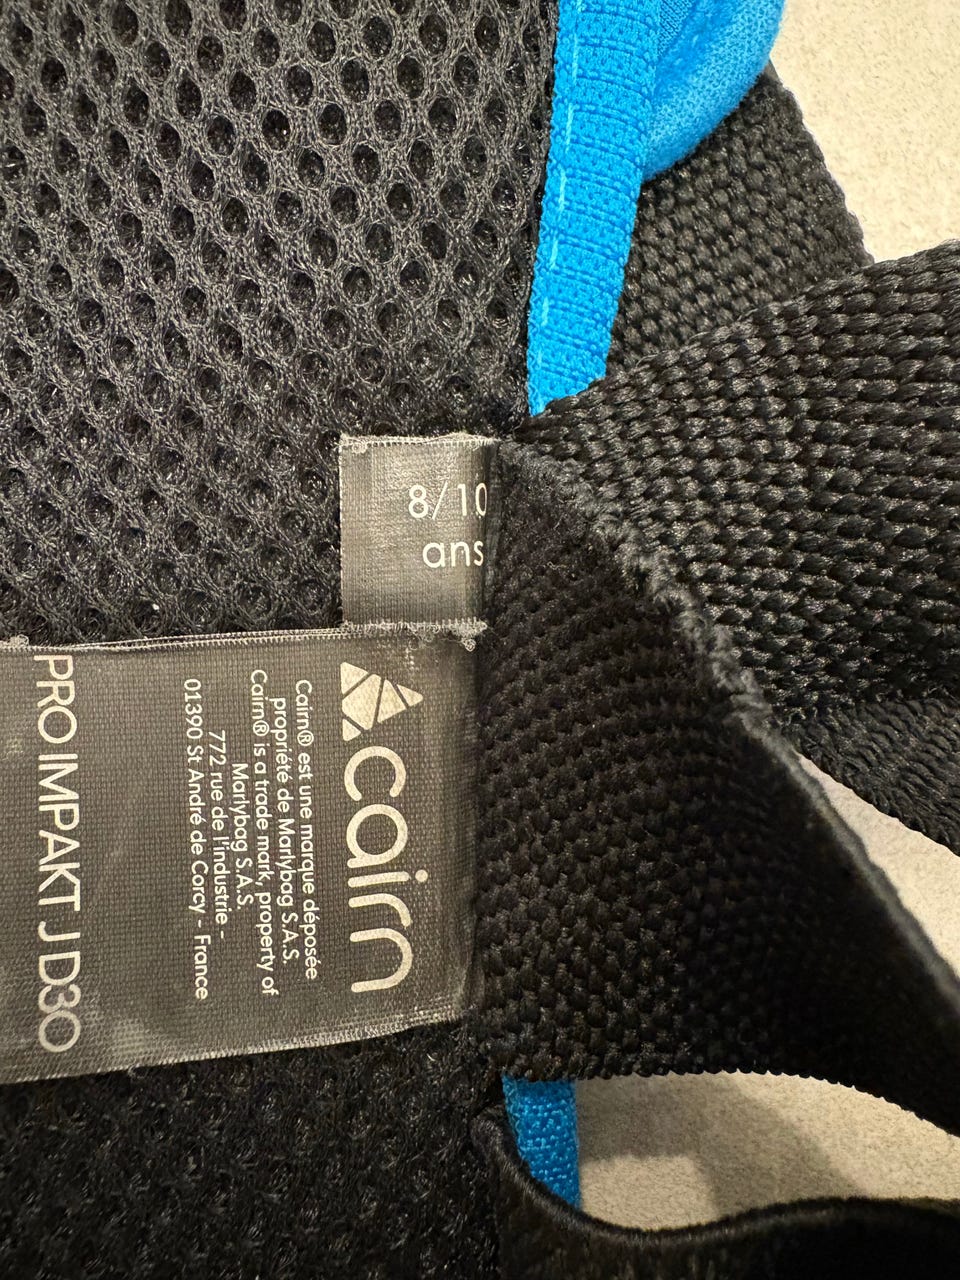 8/10
ans
cairn
Cairn® est une marque déposée
propriété de Marlybag S.A.S.
Cairn® is a trade mark, property of
Marlybag S.A.S.
772 rue de l'industrie -
01390 St André de Corcy - France
PRO IMPAKT J D3O